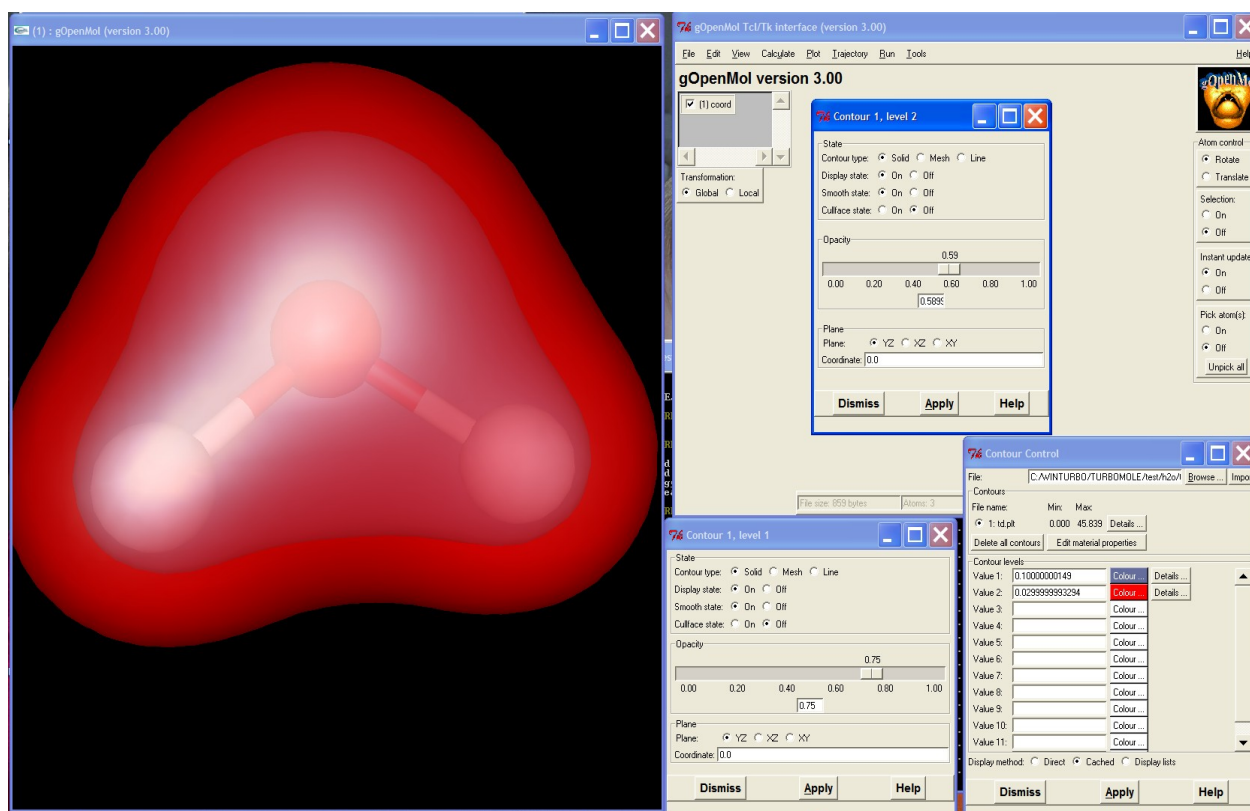 (1) : gOpenMol (version 3.00)
gOpenMol Tcl/Tk interface (version 3.00)
File Edit View Calculate Plot Trajectory Run Tools Help
gOpenMol version 3.00
(1) coord
Transformation:
Global Local
gOpenMo
Atom control
Rotate
Translate
Selection:
On
Off
Instant update
On
Off
Pick atom(s):
On
Off
Unpick all
File size: 859 bytes Atoms: 3
Contour 1, level 2
State
Contour type: Solid Mesh Line
Display state: On Off
Smooth state: On Off
Cullface state: On Off
Opacity
0.59
0.00 0.20 0.40 0.60 0.80 1.00
0.5899
Plane
Plane: YZ XZ XY
Coordinate: 0.0
Dismiss Apply Help
Contour 1, level 1
State
Contour type: Solid Mesh Line
Display state: On Off
Smooth state: On Off
Cullface state: On Off
Opacity
0.75
0.00 0.20 0.40 0.60 0.80 1.00
0.75
Plane
Plane: YZ XZ XY
Coordinate: 0.0
Dismiss Apply Help
Contour Control
File: C:/WINTURBO/TURBOMOLE/test/h2o/t Browse ... Impor
Contours
File name: Min: Max:
1: td.plt 0.000 45.839 Details ...
Delete all contours Edit material properties
Contour levels
Value 1: 0.10000000149 Colour ... Details ...
Value 2: 0.0299999993294 Colour ... Details ...
Value 3: Colour ...
Value 4: Colour ...
Value 5: Colour ...
Value 6: Colour ...
Value 7: Colour ...
Value 8: Colour ...
Value 9: Colour ...
Value 10: Colour ...
Value 11: Colour ...
Display method: Direct Cached Display lists
Dismiss Apply Help